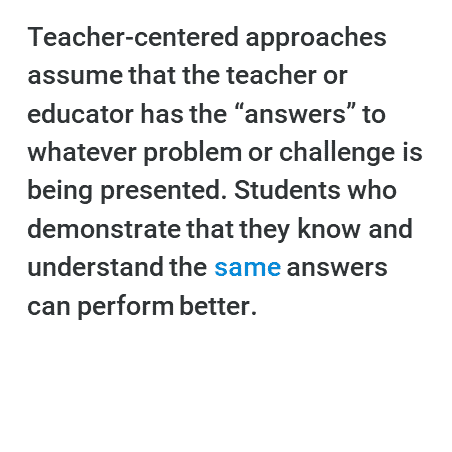 Teacher-centered approaches
assume that the teacher or
educator has the “answers” to
whatever problem or challenge is
being presented. Students who
demonstrate that they know and
understand the same answers
can perform better.